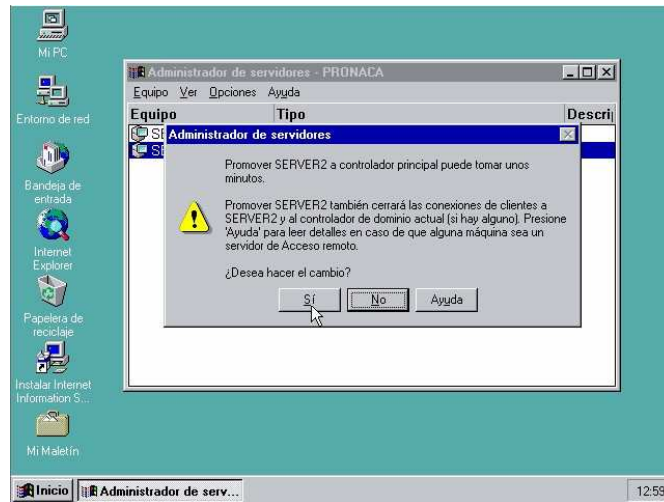 Mi PC
Entorno de red
Bandeja de
entrada
Internet
Explorer
Papelera de
reciclaje
Instalar Internet
Information S...
Mi Maletín
Administrador de servidores - PRONACA
Equipo Ver Opciones Ayuda
Equipo Tipo Descrip
SE
SE
Administrador de servidores
Promover SERVER2 a controlador principal puede tomar unos
minutos.
Promover SERVER2 también cerrará las conexiones de clientes a
SERVER2 y al controlador de dominio actual (si hay alguno). Presione
'Ayuda' para leer detalles en caso de que alguna máquina sea un
servidor de Acceso remoto.
¿Desea hacer el cambio?
Sí No Ayuda
Inicio Administrador de serv... 12:59